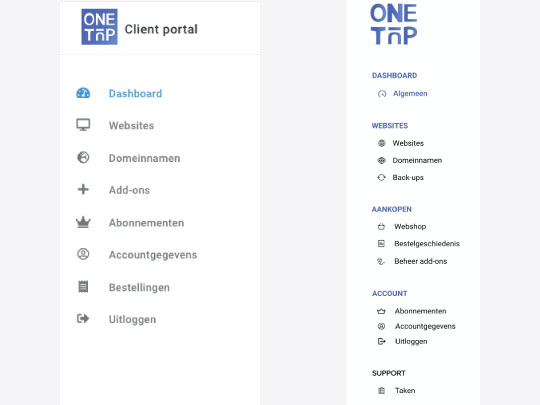 ONE
TAP
Client portal
Dashboard
Websites
Domeinnamen
Add-ons
Abonnementen
Accountgegevens
Bestellingen
Uitloggen
ONE
TAP
DASHBOARD
Algemeen
WEBSITES
Websites
Domeinnamen
Back-ups
AANKOPEN
Webshop
Bestelgeschiedenis
Beheer add-ons
ACCOUNT
Abonnementen
Accountgegevens
Uitloggen
SUPPORT
Taken